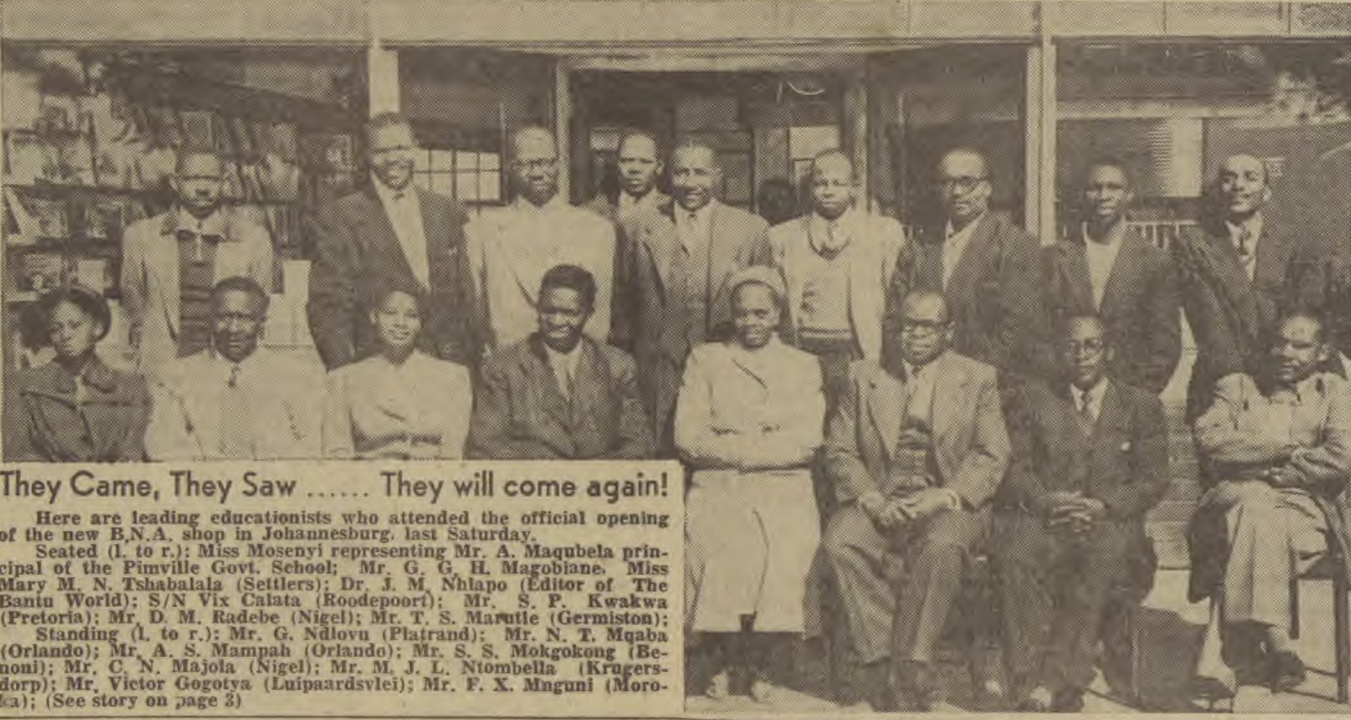 They Came, They Saw ...... They will come again!
Here are leading educationists who attended the official opening
of the new B.N.A. shop in Johannesburg, last Saturday.
Seated (l. to r.): Miss Mosenyi representing Mr. A. Maqubela prin-
cipal of the Pimville Govt. School; Mr. G. G. H. Magobiane, Miss
Mary M. N. Tshabalala (Settlers); Dr. J. M. Nhlapo (Editor of The
Bantu World); S/N Vix Calata (Roodepoort); Mr. S. P. Kwakwa
(Pretoria); Mr. D. M. Radebe (Nigel); Mr. T. S. Marutle (Germiston);
Standing (l. to r.): Mr. G. Ndlovu (Platrand); Mr. N. T. Mqaba
(Orlando); Mr. A. S. Mampah (Orlando); Mr. S. S. Mokgokong (Be-
noni); Mr. C. N. Majola (Nigel); Mr. M. J. L. Ntombella (Krugers-
dorp); Mr. Victor Gogotya (Luipaardsvlei); Mr. F. X. Mnguni (Moro-
ka); (See story on page 3)